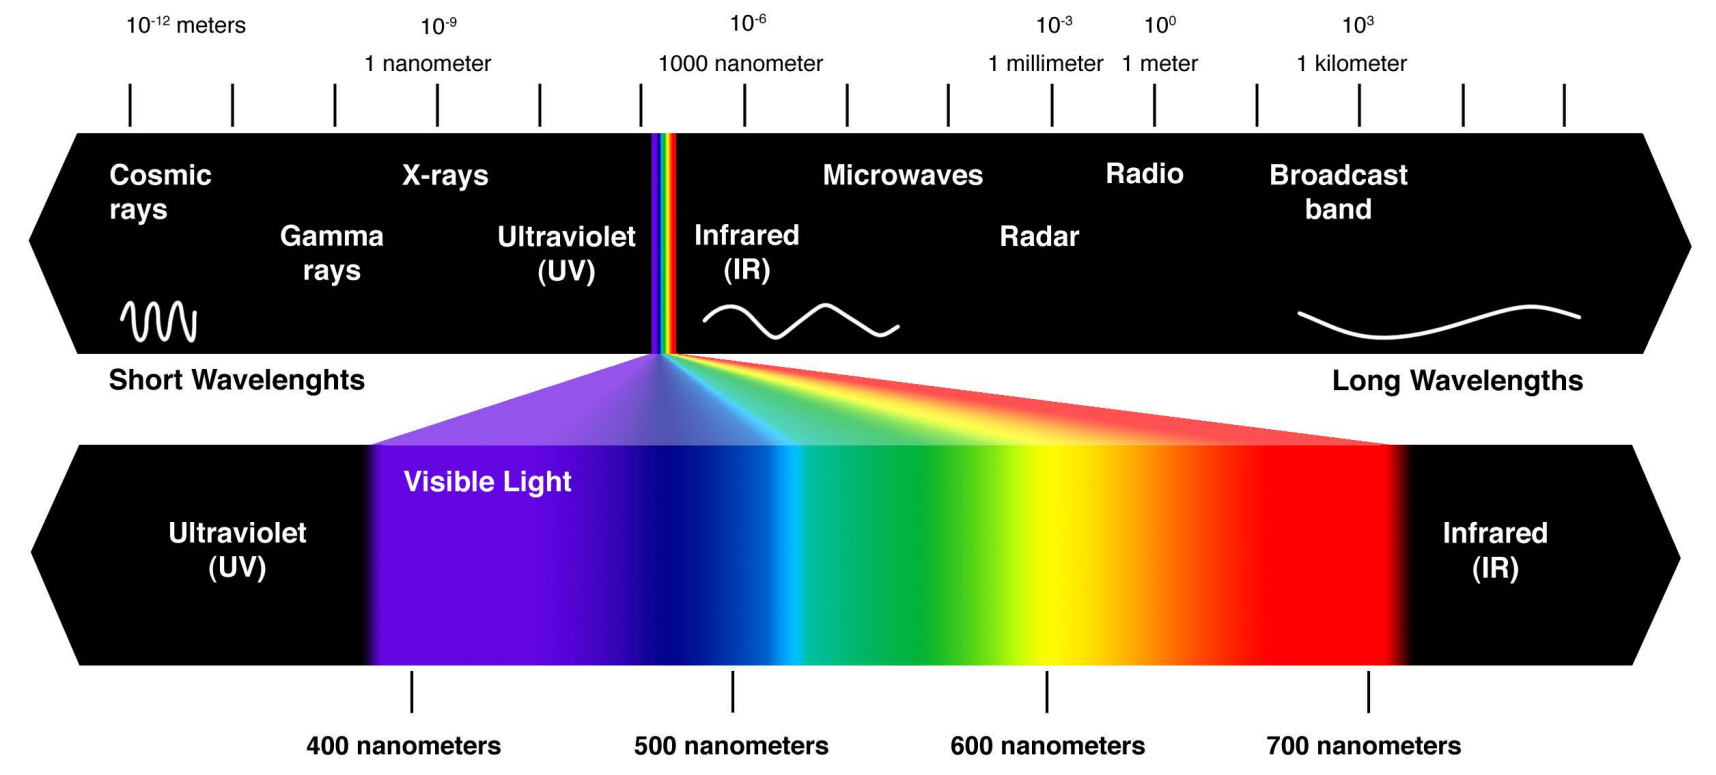 10⁻¹² meters
10⁻⁹
10⁻⁶
10⁻³
10⁰
10³
1 nanometer
1000 nanometer
1 millimeter
1 meter
1 kilometer
Cosmic
rays
X-rays
Microwaves
Radio
Broadcast
band
Gamma
rays
Ultraviolet
(UV)
Infrared
(IR)
Radar
Short Wavelenghts
Long Wavelengths
Visible Light
Ultraviolet
(UV)
Infrared
(IR)
400 nanometers
500 nanometers
600 nanometers
700 nanometers